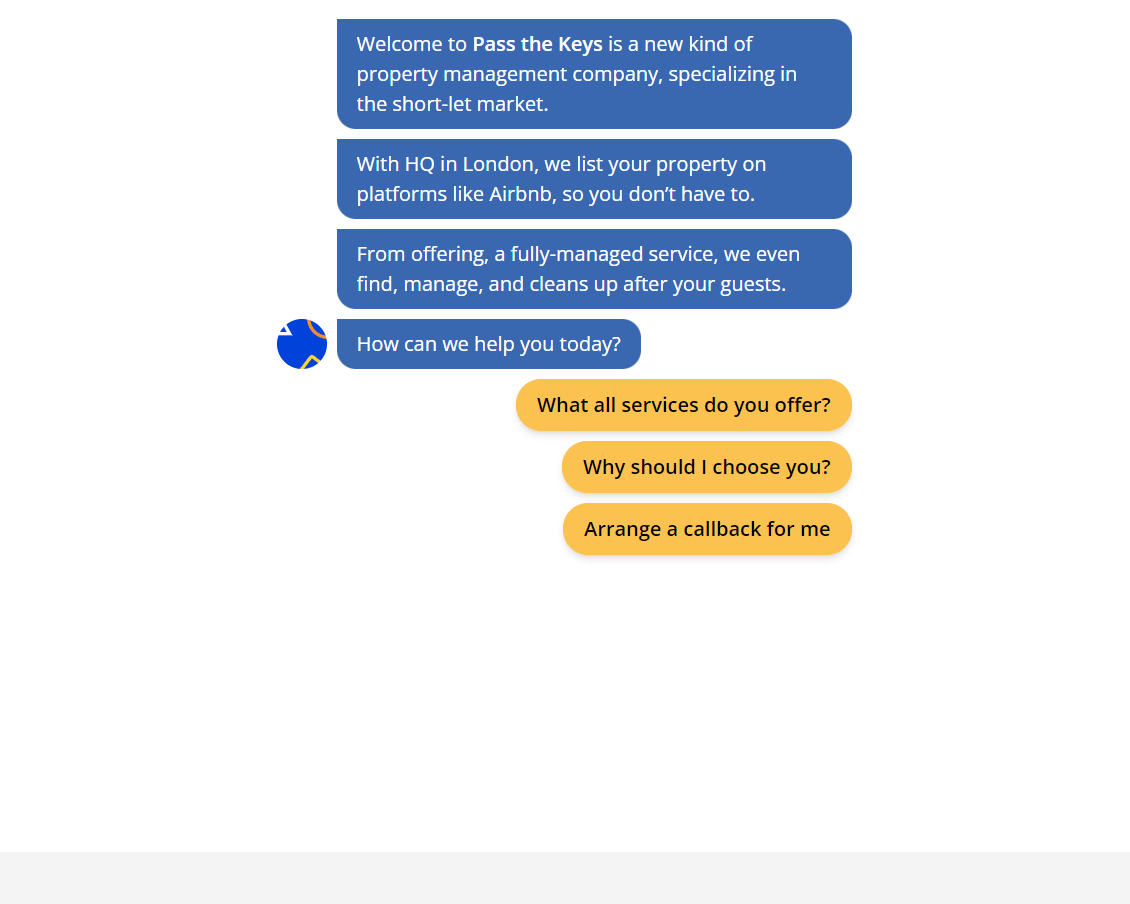 Welcome to Pass the Keys is a new kind of
property management company, specializing in
the short-let market.
With HQ in London, we list your property on
platforms like Airbnb, so you don’t have to.
From offering, a fully-managed service, we even
find, manage, and cleans up after your guests.
How can we help you today?
What all services do you offer?
Why should I choose you?
Arrange a callback for me